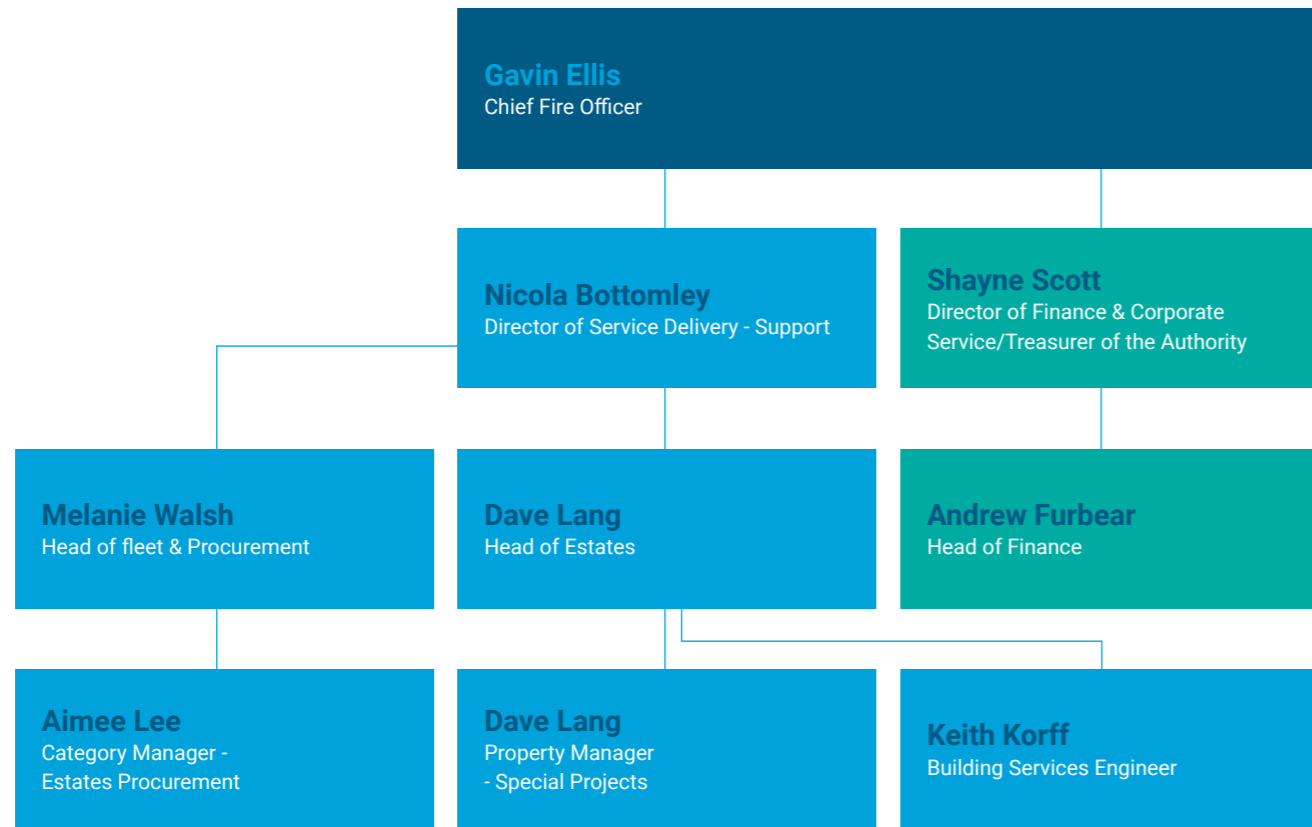 Gavin Ellis
Chief Fire Officer
Nicola Bottomley
Director of Service Delivery - Support
Shayne Scott
Director of Finance & Corporate
Service/Treasurer of the Authority
Melanie Walsh
Head of fleet & Procurement
Dave Lang
Head of Estates
Andrew Furbear
Head of Finance
Aimee Lee
Category Manager -
Estates Procurement
Dave Lang
Property Manager
- Special Projects
Keith Korff
Building Services Engineer